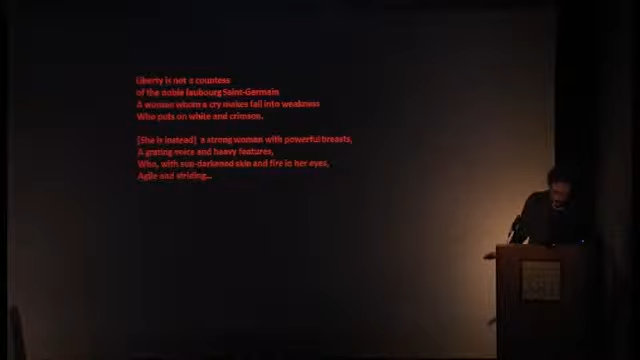 Liberty is not a countess
of the noble faubourg Saint-Germain
A woman whom a cry makes fall into weakness
Who puts on white and crimson.
[She is instead] a strong woman with powerful breasts,
A grating voice and heavy features,
Who, with sun-darkened skin and fire in her eyes,
Agile and striding...